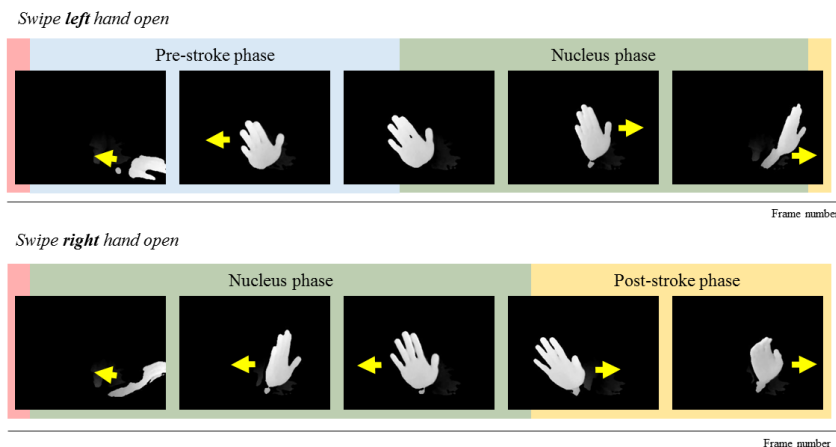 Swipe left hand open
Pre-stroke phase
Nucleus phase
Frame number
Swipe right hand open
Nucleus phase
Post-stroke phase
Frame number